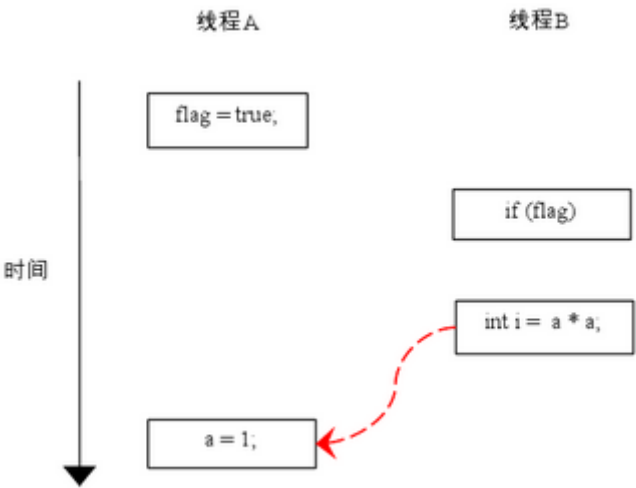 线程A
线程B
flag = true;
if (flag)
时间
int i = a * a;
a = 1;